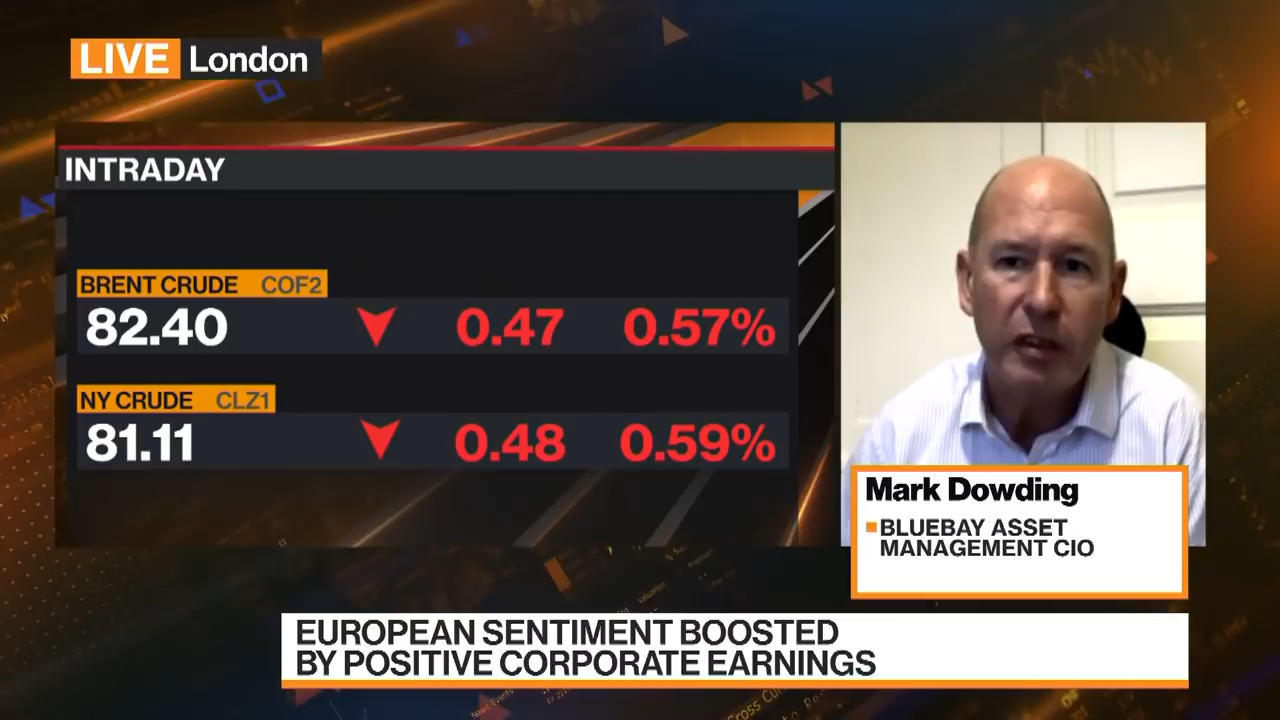 LIVE London
INTRADAY
BRENT CRUDE COF2
82.40 0.47 0.57%
NY CRUDE CLZ1
81.11 0.48 0.59%
Mark Dowding
BLUEBAY ASSET
MANAGEMENT CIO
EUROPEAN SENTIMENT BOOSTED
BY POSITIVE CORPORATE EARNINGS